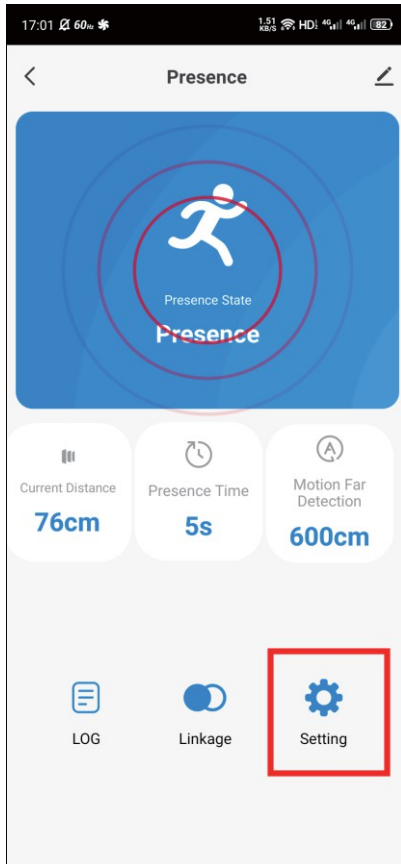 17:01 60Hz 1.51 KB/S HD 4G 4G 82
Presence
Presence State
Presence
Current Distance
76cm
Presence Time
5s
Motion Far
Detection
600cm
LOG
Linkage
Setting